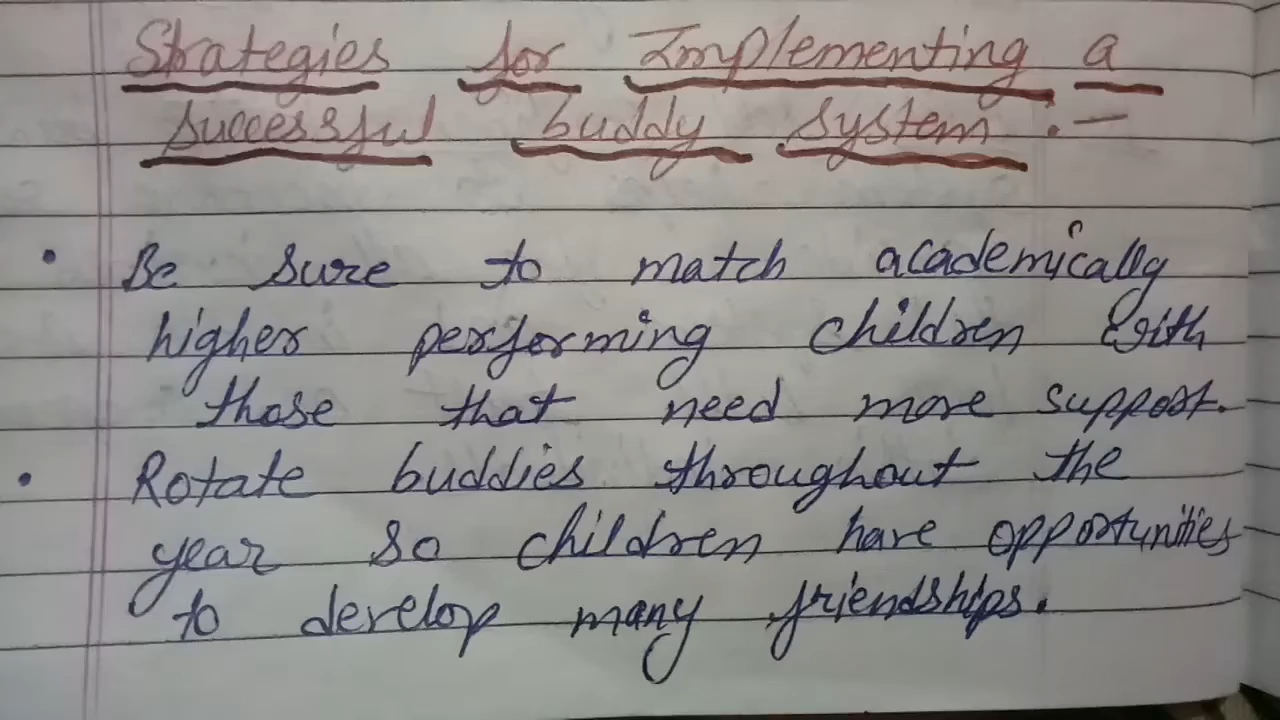 Strategies for Implementing a
successful buddy system :-
• Be sure to match academically
higher performing children with
those that need more support.
• Rotate buddies throughout the
year so children have opportunities
to develop many friendships.